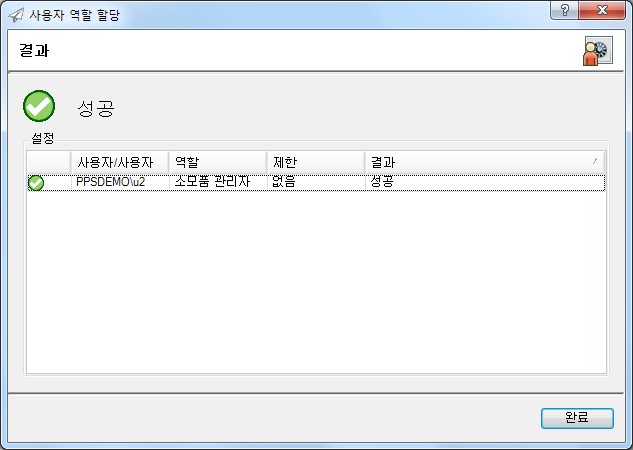 사용자 역할 할당
결과
성공
설정
사용자/사용자 역할 제한 결과
PPSDEMO\u2 소모품 관리자 없음 성공
완료